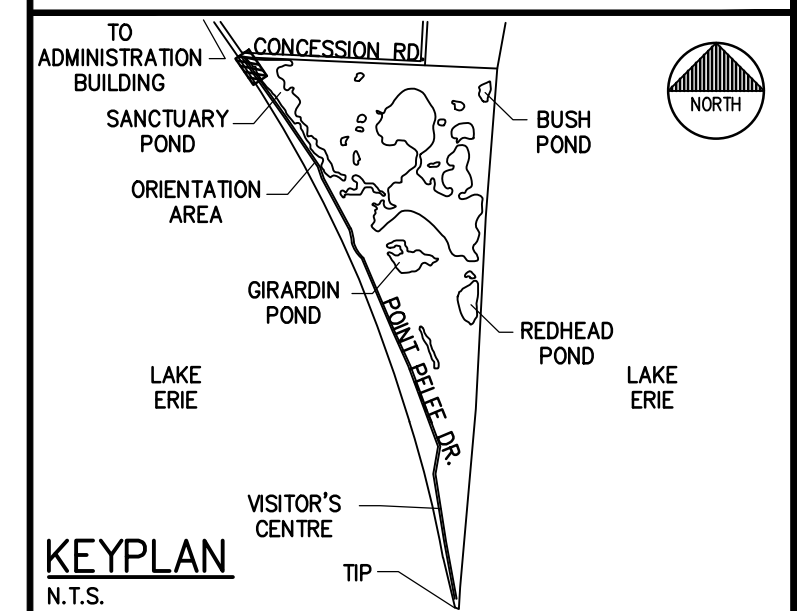 TO
ADMINISTRATION
BUILDING
CONCESSION RD.
NORTH
SANCTUARY
POND
BUSH
POND
ORIENTATION
AREA
GIRARDIN
POND
POINT PELEE DR.
REDHEAD
POND
LAKE
ERIE
LAKE
ERIE
VISITOR'S
CENTRE
KEYPLAN
N.T.S.
TIP